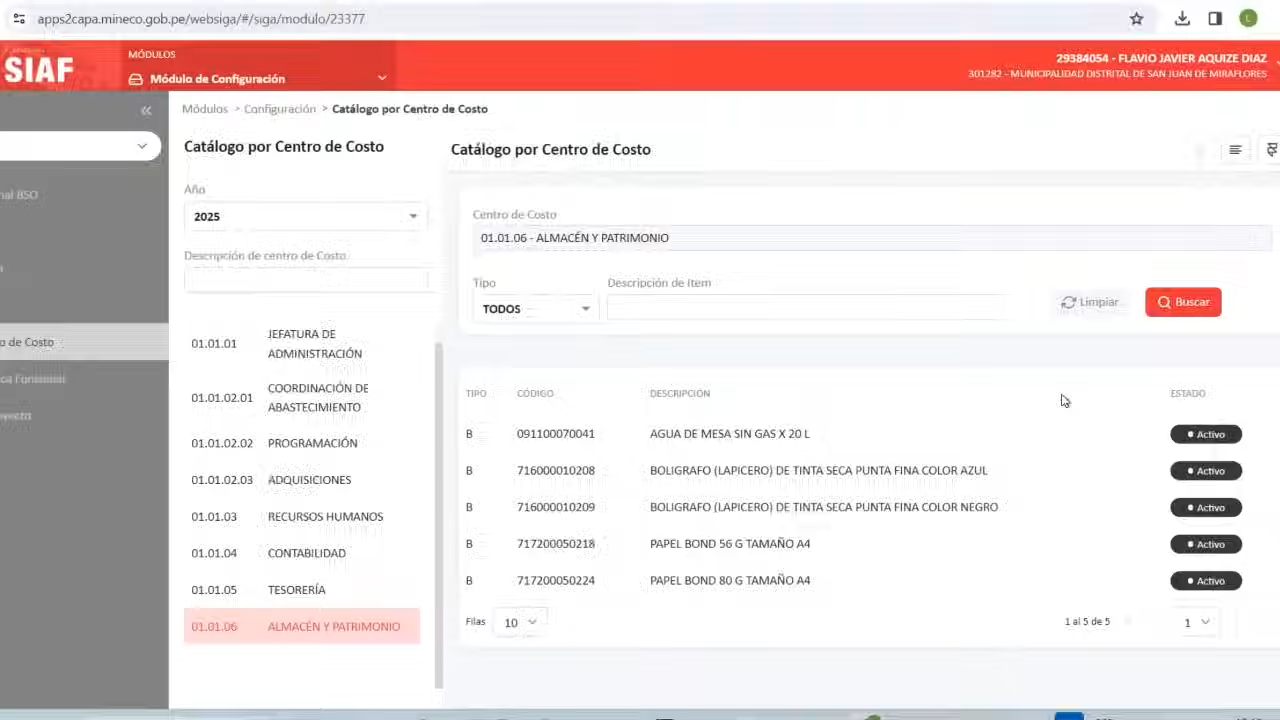 apps2capa.mineco.gob.pe/websiga/#/siga/modulo/23377
L
SIAF
MÓDULOS
Módulo de Configuración
29384054 - FLAVIO JAVIER AQUIZE DIAZ
301282 - MUNICIPALIDAD DISTRITAL DE SAN JUAN DE MIRAFLORES
Módulos > Configuración > Catálogo por Centro de Costo
nal BSO
o de Costo
Catálogo por Centro de Costo
Año
2025
Descripción de centro de Costo
01.01.01 JEFATURA DE
ADMINISTRACIÓN
01.01.02.01 COORDINACIÓN DE
ABASTECIMIENTO
01.01.02.02 PROGRAMACIÓN
01.01.02.03 ADQUISICIONES
01.01.03 RECURSOS HUMANOS
01.01.04 CONTABILIDAD
01.01.05 TESORERÍA
01.01.06 ALMACÉN Y PATRIMONIO
Catálogo por Centro de Costo
Centro de Costo
01.01.06 - ALMACÉN Y PATRIMONIO
Tipo Descripción de Item
TODOS
Limpiar
Buscar
TIPO CÓDIGO DESCRIPCIÓN ESTADO
B 091100070041 AGUA DE MESA SIN GAS X 20 L Activo
B 716000010208 BOLIGRAFO (LAPICERO) DE TINTA SECA PUNTA FINA COLOR AZUL Activo
B 716000010209 BOLIGRAFO (LAPICERO) DE TINTA SECA PUNTA FINA COLOR NEGRO Activo
B 717200050218 PAPEL BOND 56 G TAMAÑO A4 Activo
B 717200050224 PAPEL BOND 80 G TAMAÑO A4 Activo
Filas 10 1 al 5 de 5 1